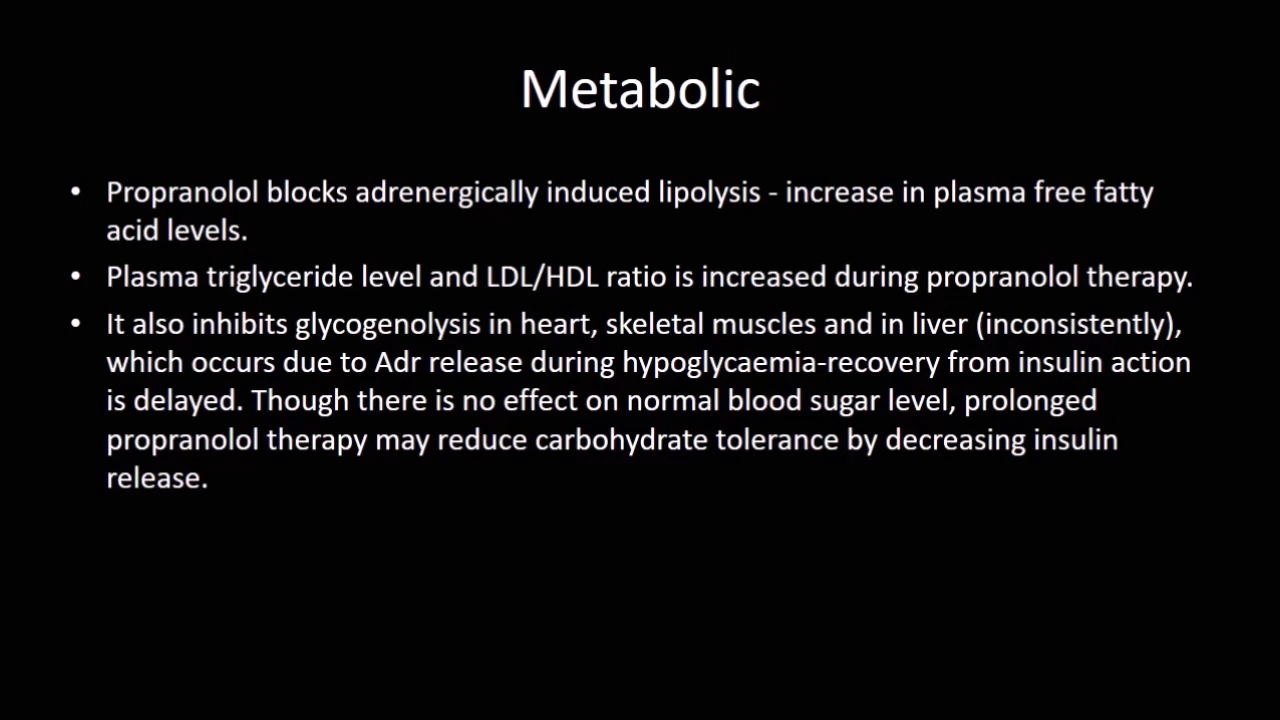 Metabolic
• Propranolol blocks adrenergically induced lipolysis - increase in plasma free fatty
acid levels.
• Plasma triglyceride level and LDL/HDL ratio is increased during propranolol therapy.
• It also inhibits glycogenolysis in heart, skeletal muscles and in liver (inconsistently),
which occurs due to Adr release during hypoglycaemia-recovery from insulin action
is delayed. Though there is no effect on normal blood sugar level, prolonged
propranolol therapy may reduce carbohydrate tolerance by decreasing insulin
release.